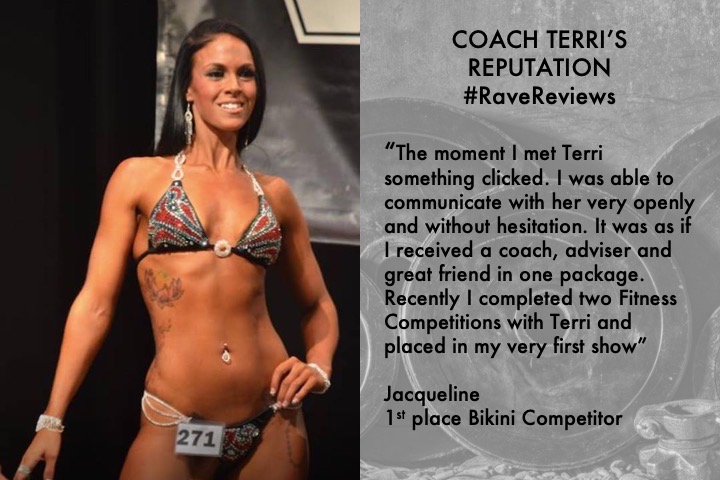 COACH TERRI'S
REPUTATION
#RaveReviews
“The moment I met Terri
something clicked. I was able to
communicate with her very openly
and without hesitation. It was as if
I received a coach, adviser and
great friend in one package.
Recently I completed two Fitness
Competitions with Terri and
placed in my very first show”
Jacqueline
1st place Bikini Competitor
271